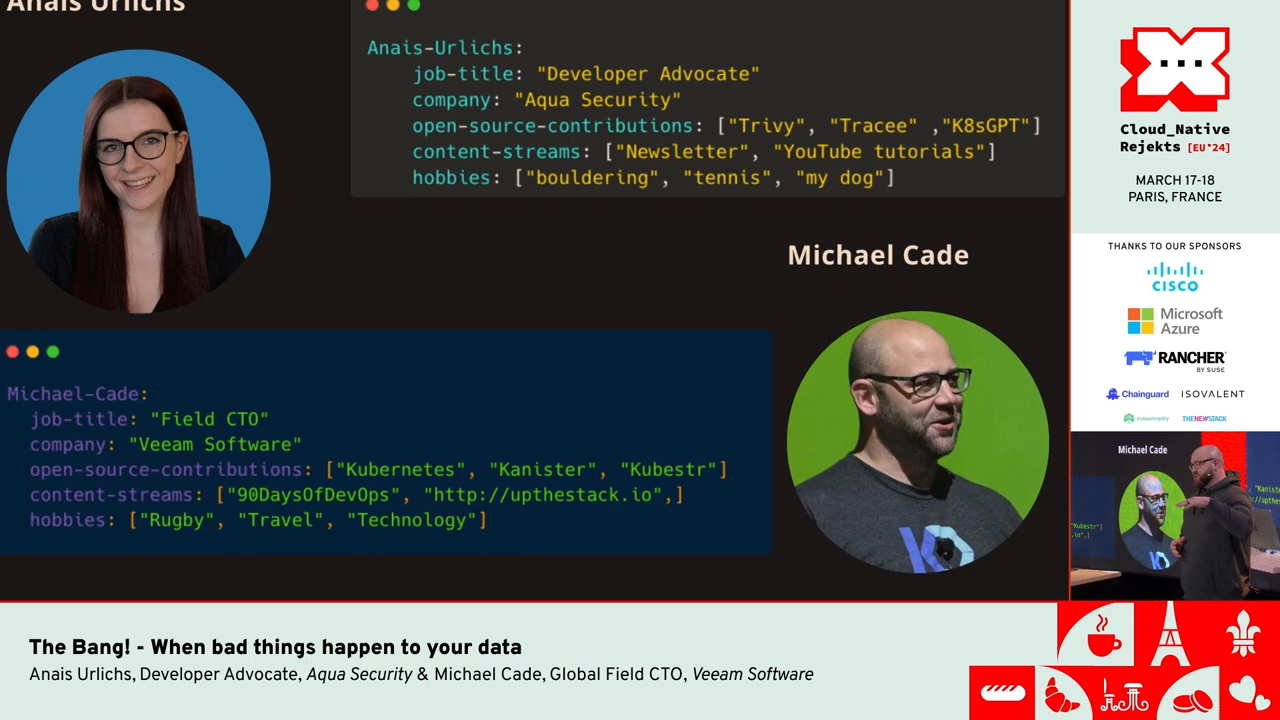 Anais Urlichs
Anais-Urlichs:
job-title: "Developer Advocate"
company: "Aqua Security"
open-source-contributions: ["Trivy", "Tracee" ,"K8sGPT"]
content-streams: ["Newsletter", "YouTube tutorials"]
hobbies: ["bouldering", "tennis", "my dog"]
Michael Cade
Michael-Cade:
job-title: "Field CTO"
company: "Veeam Software"
open-source-contributions: ["Kubernetes", "Kanister", "Kubestr"]
content-streams: ["90DaysOfDevOps", "http://upthestack.io",]
hobbies: ["Rugby", "Travel", "Technology"]
Cloud_Native
Rejekts [EU'24]
MARCH 17-18
PARIS, FRANCE
THANKS TO OUR SPONSORS
CISCO
Microsoft
Azure
RANCHER
BY SUSE
Chainguard
ISOVALENT
kubesimplify
THENEWSTACK
Michael Cade
"Kubestr"]
.io",]
The Bang! - When bad things happen to your data
Anais Urlichs, Developer Advocate, Aqua Security & Michael Cade, Global Field CTO, Veeam Software